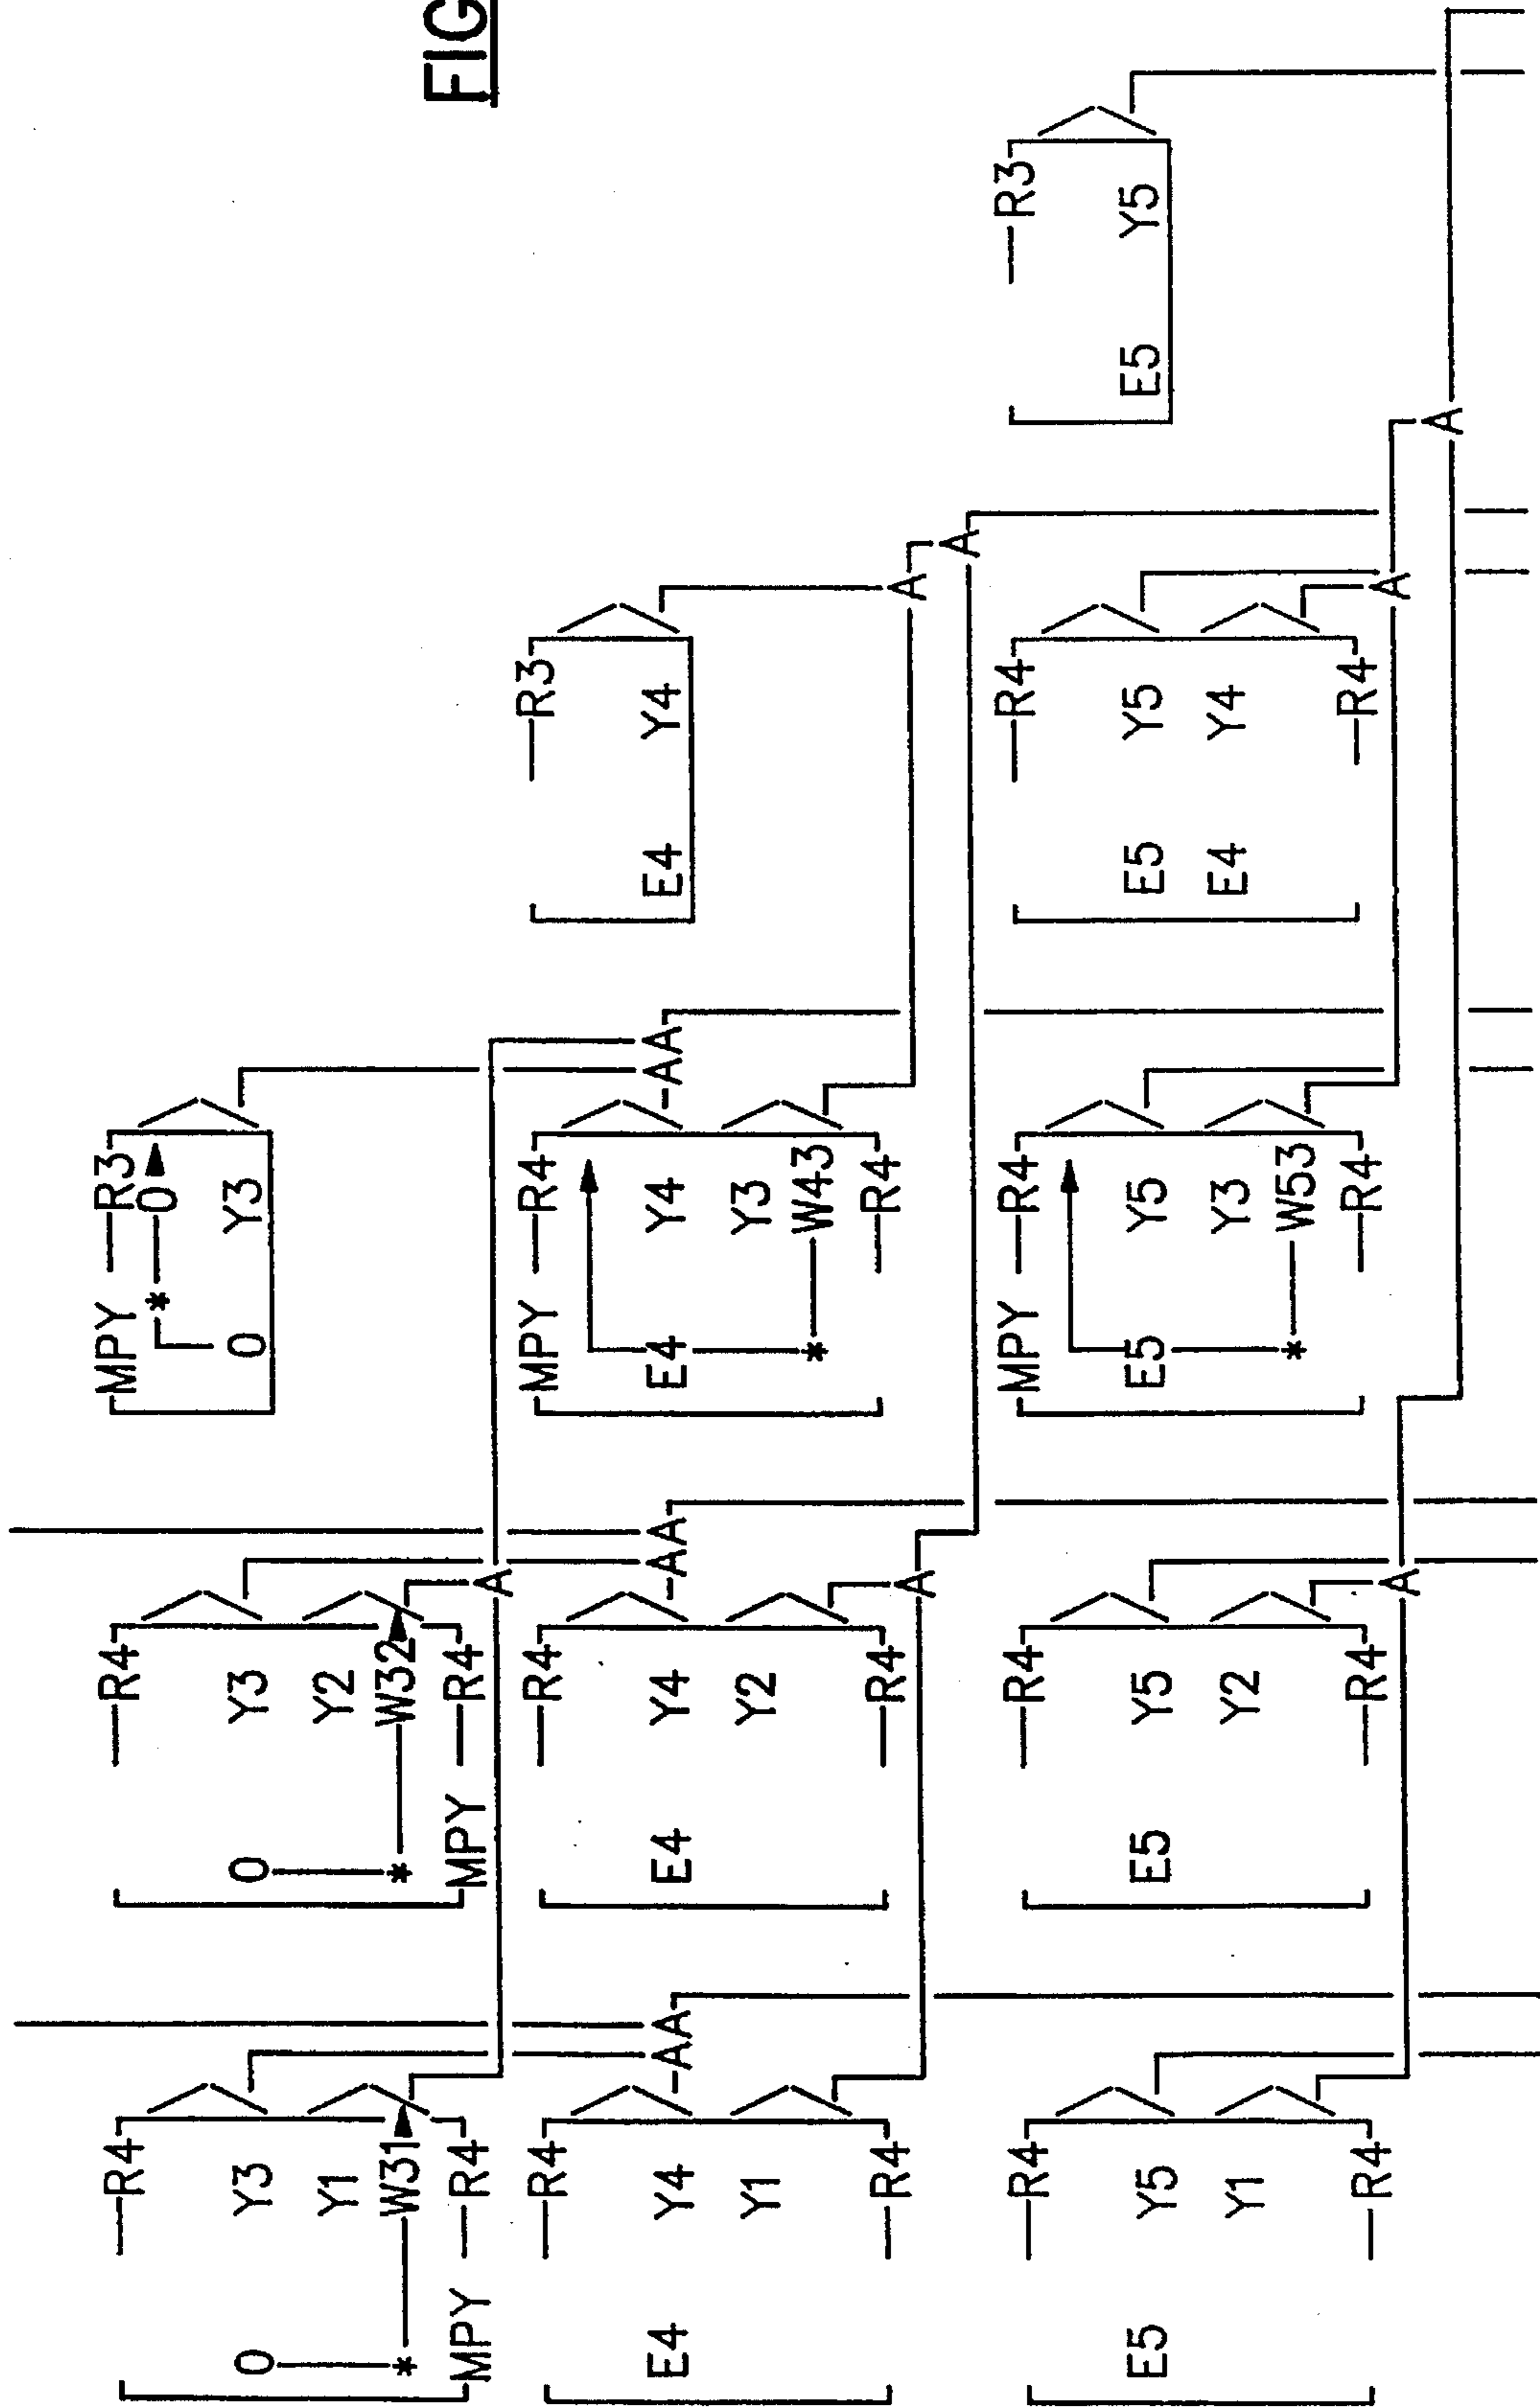 R4 R4 MPY R3
* O
O Y3 O Y3 O Y3
Y1 Y2
* W31 * W32
MPY R4 MPY R4 FIG
A
R4 R4 MPY R4 R3
E4 Y4 AA E4 Y4 AA E4 Y4 AA E4 Y4
Y1 Y2 Y3
* W43
R4 R4 R4
A A
A
R4 R4 MPY R4 R4 R3
E5 Y5 E5 Y5 E5 Y5 E5 Y5 E5 Y5
Y1 Y2 Y3 E4 Y4
* W53
R4 R4 R4 R4
A A
A